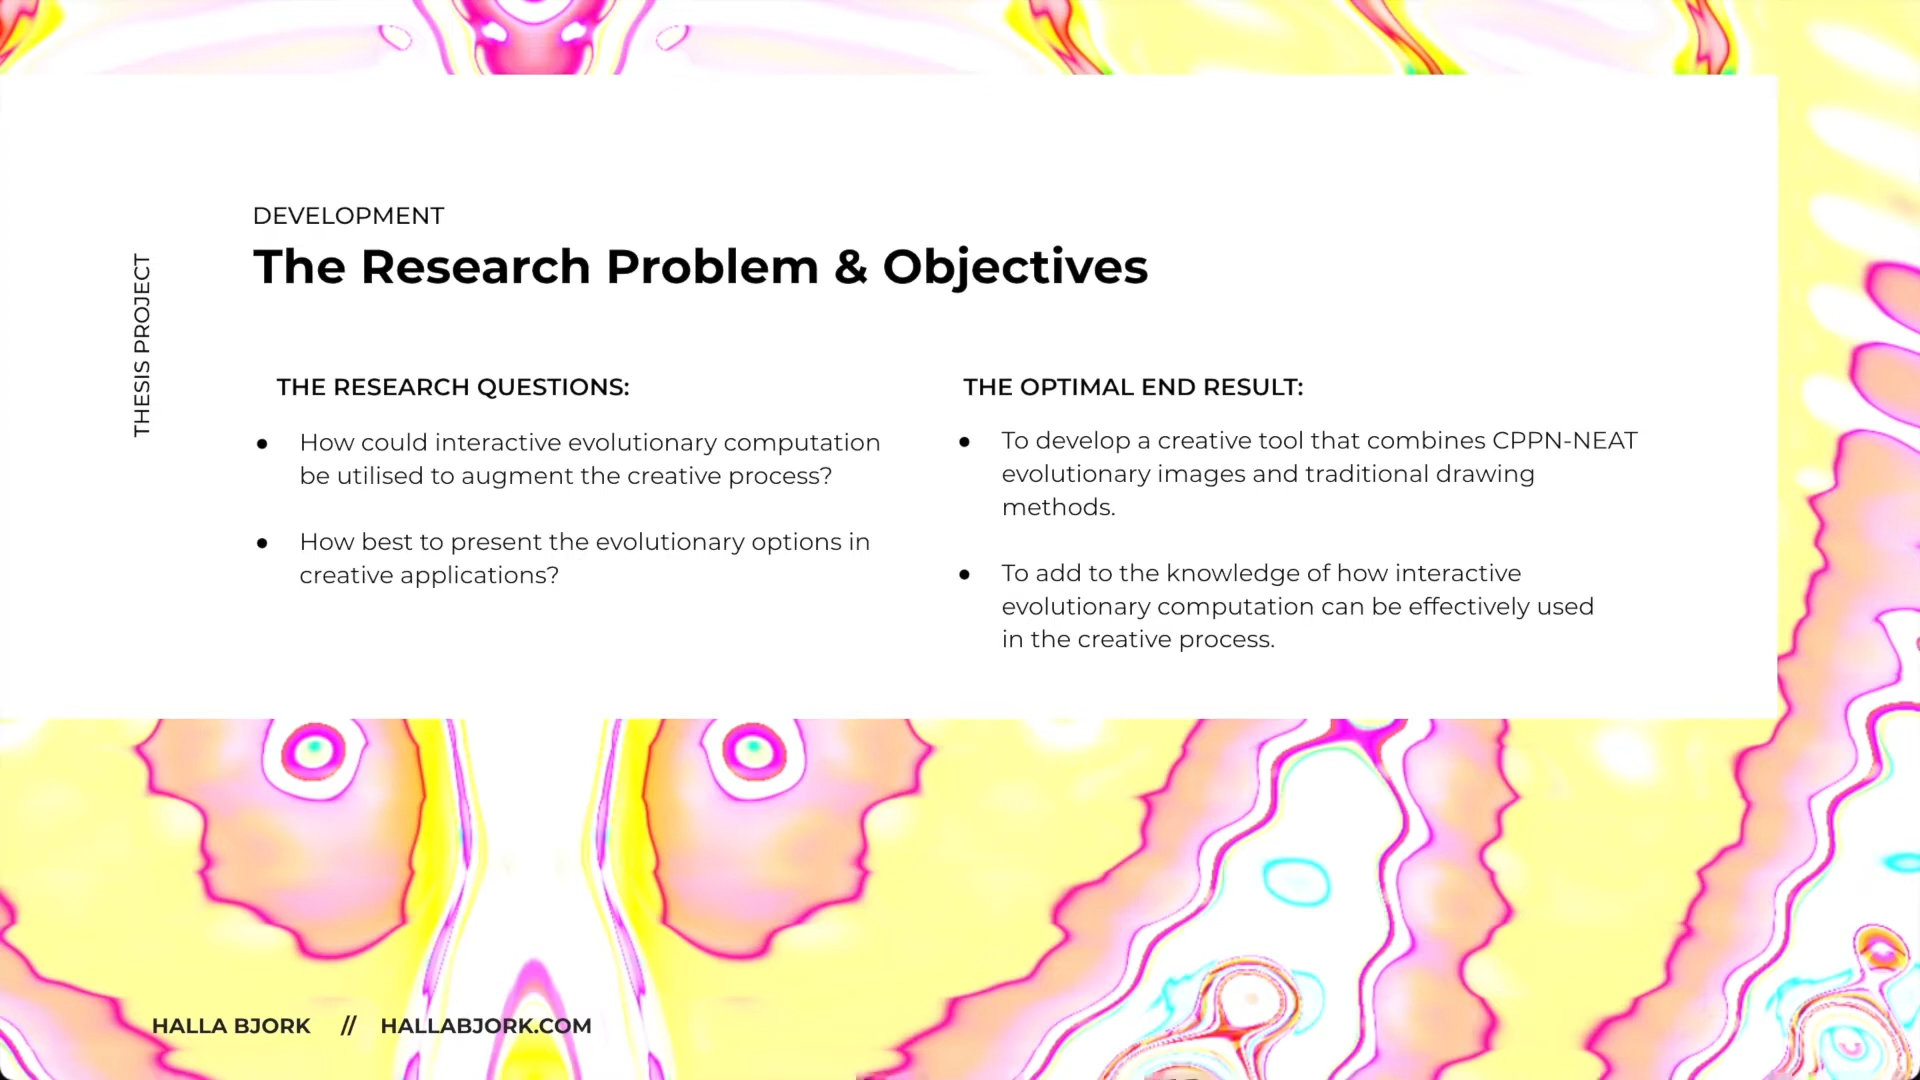 DEVELOPMENT
The Research Problem & Objectives
THESIS PROJECT
THE RESEARCH QUESTIONS:
● How could interactive evolutionary computation
be utilised to augment the creative process?
● How best to present the evolutionary options in
creative applications?
THE OPTIMAL END RESULT:
● To develop a creative tool that combines CPPN-NEAT
evolutionary images and traditional drawing
methods.
● To add to the knowledge of how interactive
evolutionary computation can be effectively used
in the creative process.
HALLA BJORK // HALLABJORK.COM